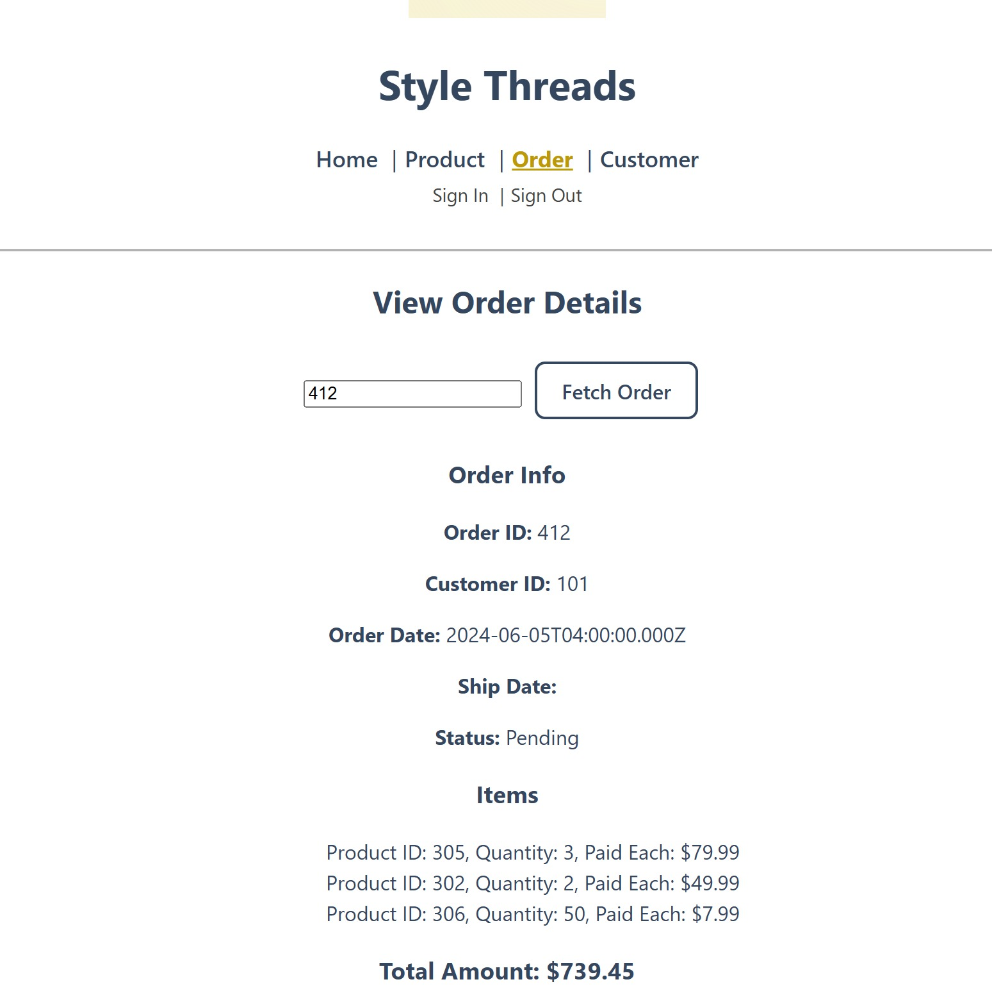 Style Threads
Home | Product | Order | Customer
Sign In | Sign Out
View Order Details
412 Fetch Order
Order Info
Order ID: 412
Customer ID: 101
Order Date: 2024-06-05T04:00:00.000Z
Ship Date:
Status: Pending
Items
Product ID: 305, Quantity: 3, Paid Each: $79.99
Product ID: 302, Quantity: 2, Paid Each: $49.99
Product ID: 306, Quantity: 50, Paid Each: $7.99
Total Amount: $739.45